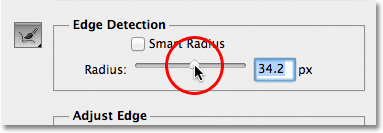 Edge Detection
Smart Radius
Radius: 34.2 px
Adjust Edge